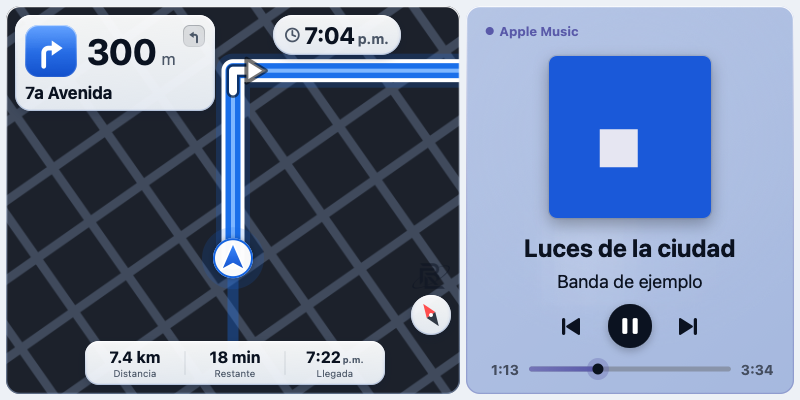 300 m
7a Avenida
7:04 p.m.
7.4 km
Distancia
18 min
Restante
7:22 p.m.
Llegada
Apple Music
Luces de la ciudad
Banda de ejemplo
1:13
3:34